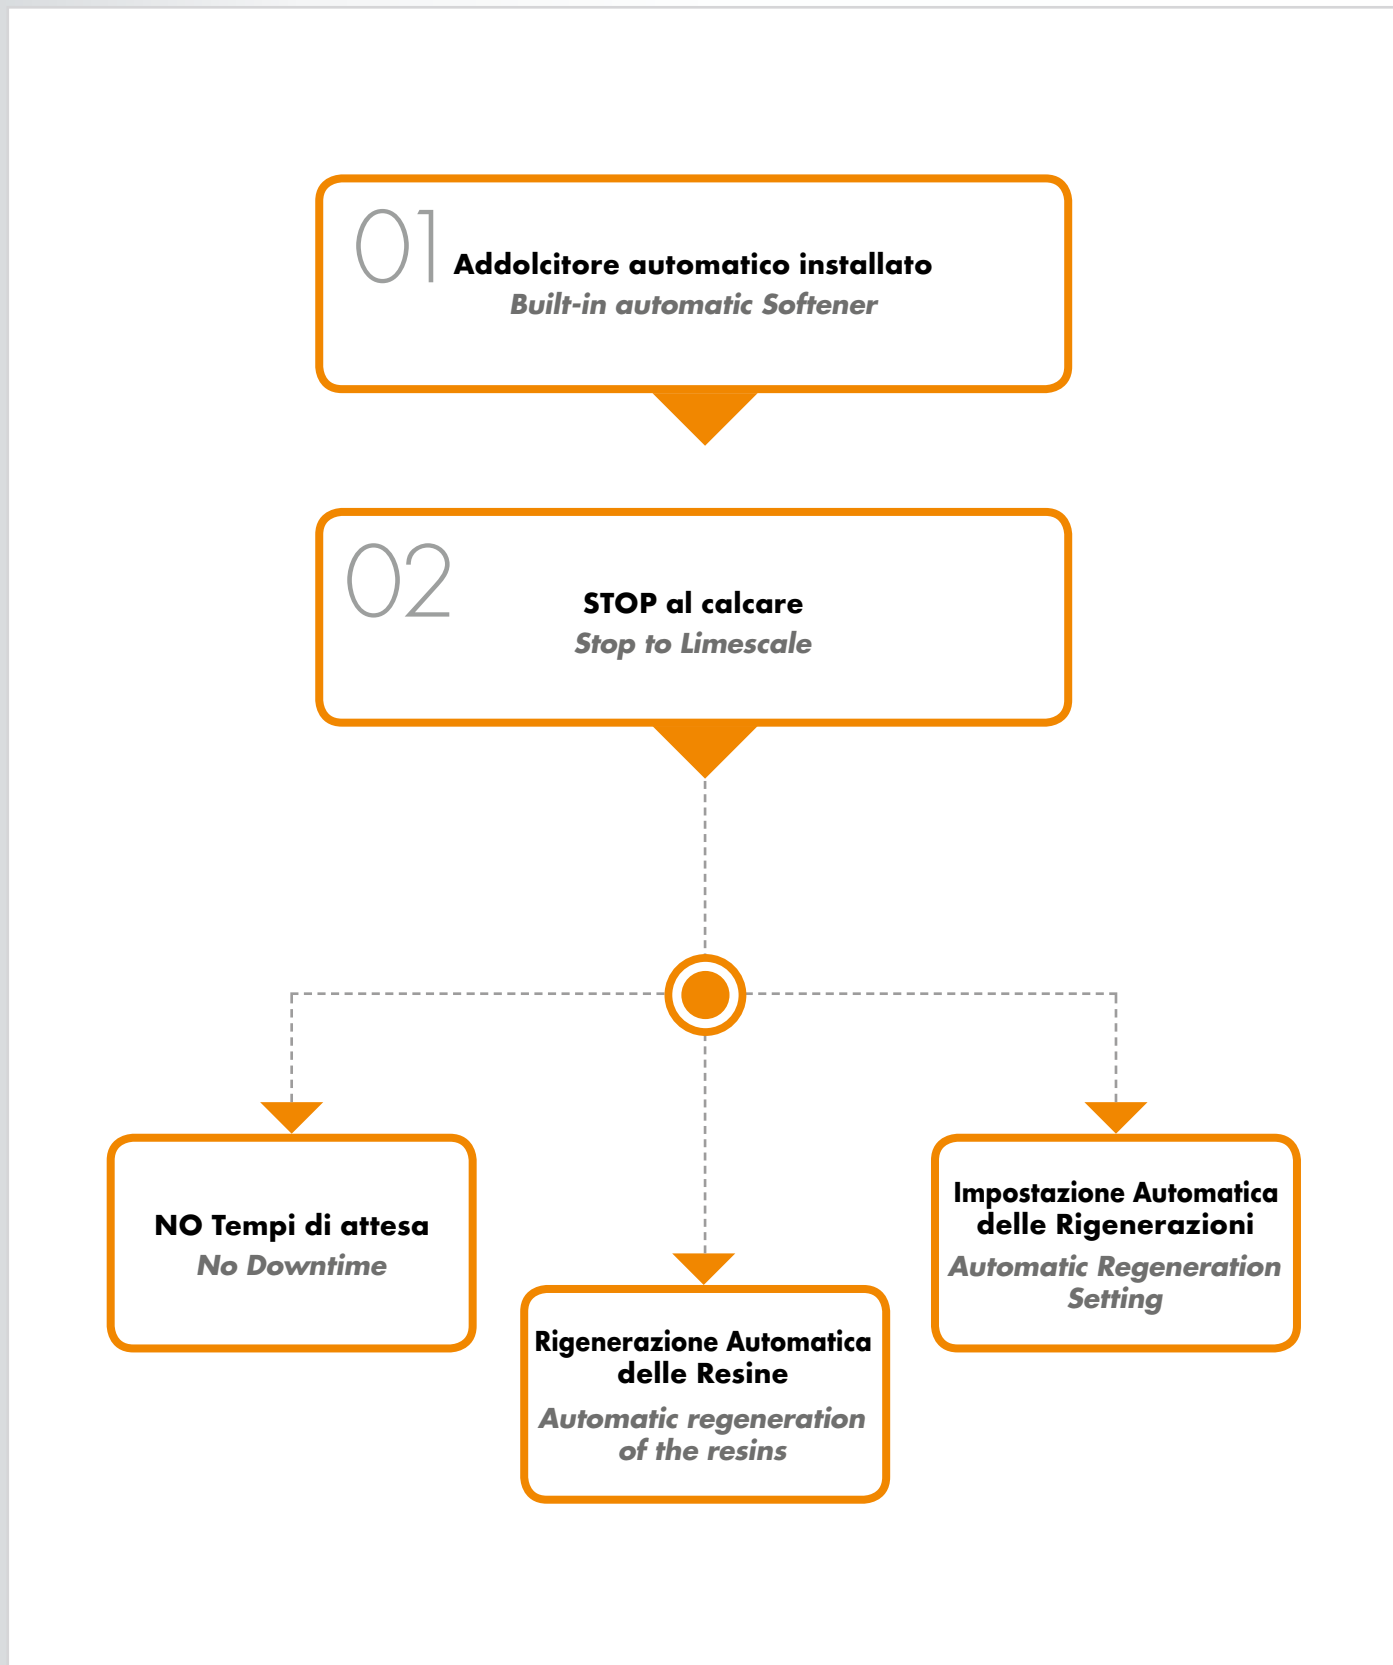 01
Addolcitore automatico installato
Built-in automatic Softener
02
STOP al calcare
Stop to Limescale
NO Tempi di attesa
No Downtime
Rigenerazione Automatica
delle Resine
Automatic regeneration
of the resins
Impostazione Automatica
delle Rigenerazioni
Automatic Regeneration
Setting